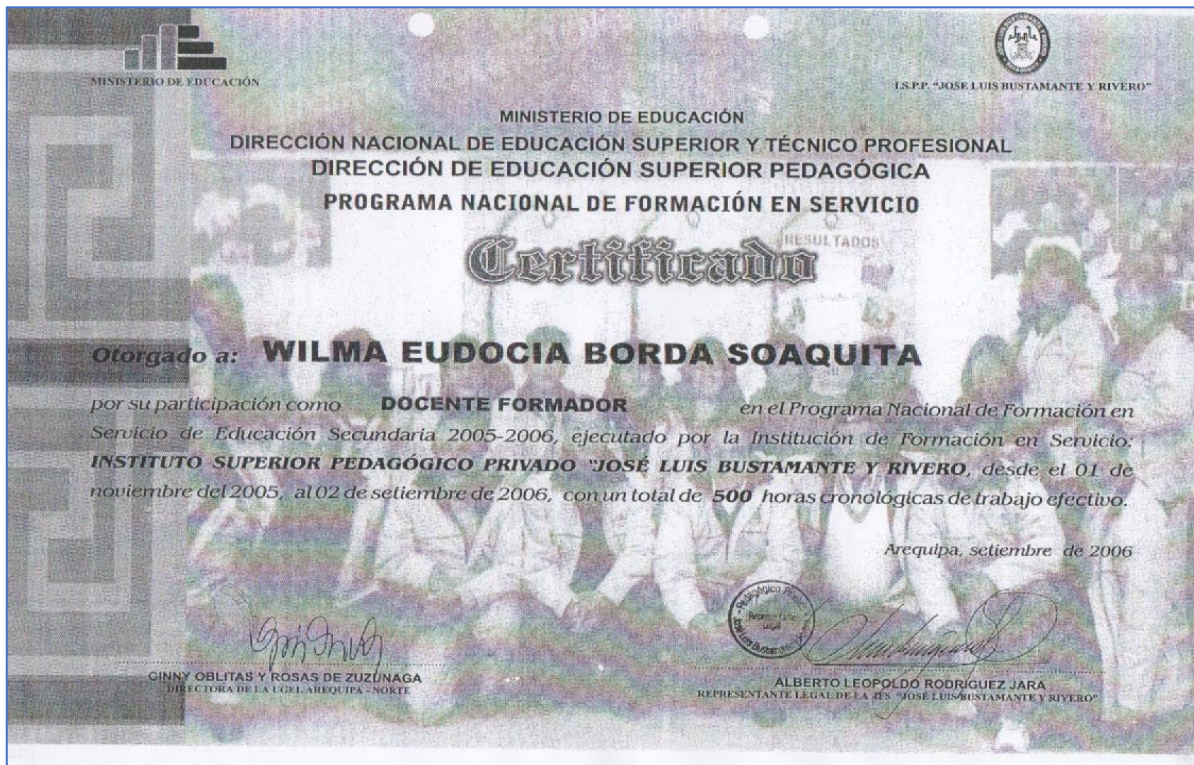 MINISTERIO DE EDUCACIÓN
I.S.P.P. "JOSE LUIS BUSTAMANTE Y RIVERO"
MINISTERIO DE EDUCACIÓN
DIRECCIÓN NACIONAL DE EDUCACIÓN SUPERIOR Y TÉCNICO PROFESIONAL
DIRECCIÓN DE EDUCACIÓN SUPERIOR PEDAGÓGICA
PROGRAMA NACIONAL DE FORMACIÓN EN SERVICIO
RESULTADOS
Certificado
Otorgado a: WILMA EUDOCIA BORDA SOAQUITA
por su participación como DOCENTE FORMADOR en el Programa Nacional de Formación en
Servicio de Educación Secundaria 2005-2006, ejecutado por la Institución de Formación en Servicio:
INSTITUTO SUPERIOR PEDAGÓGICO PRIVADO "JOSÉ LUIS BUSTAMANTE Y RIVERO, desde el 01 de
noviembre del 2005, al 02 de setiembre de 2006, con un total de 500 horas cronológicas de trabajo efectivo.
Arequipa, setiembre de 2006
Representante
Legal
GINNY OBLITAS Y ROSAS DE ZUZUNAGA
DIRECTORA DE LA UGEL AREQUIPA - NORTE
ALBERTO LEOPOLDO RODRÍGUEZ JARA
REPRESENTANTE LEGAL DE LA IFS "JOSÉ LUIS BUSTAMANTE Y RIVERO"